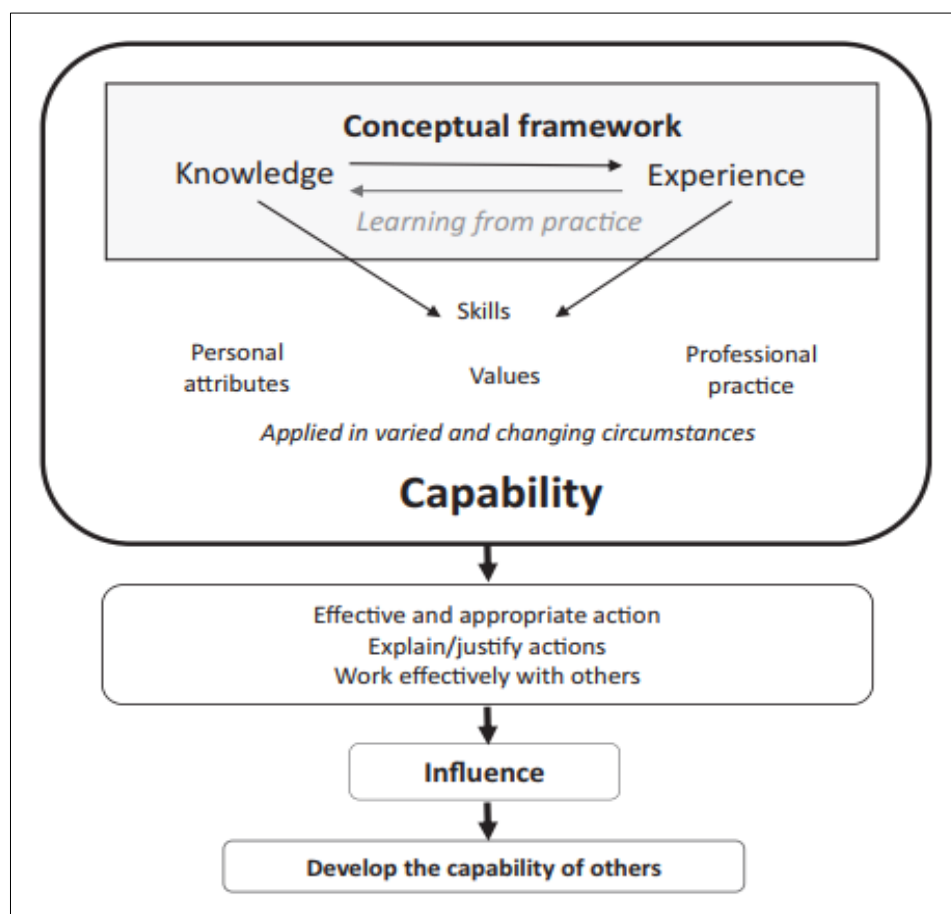 Conceptual framework
Knowledge
Experience
Learning from practice
Skills
Personal
attributes
Values
Professional
practice
Applied in varied and changing circumstances
Capability
Effective and appropriate action
Explain/justify actions
Work effectively with others
Influence
Develop the capability of others